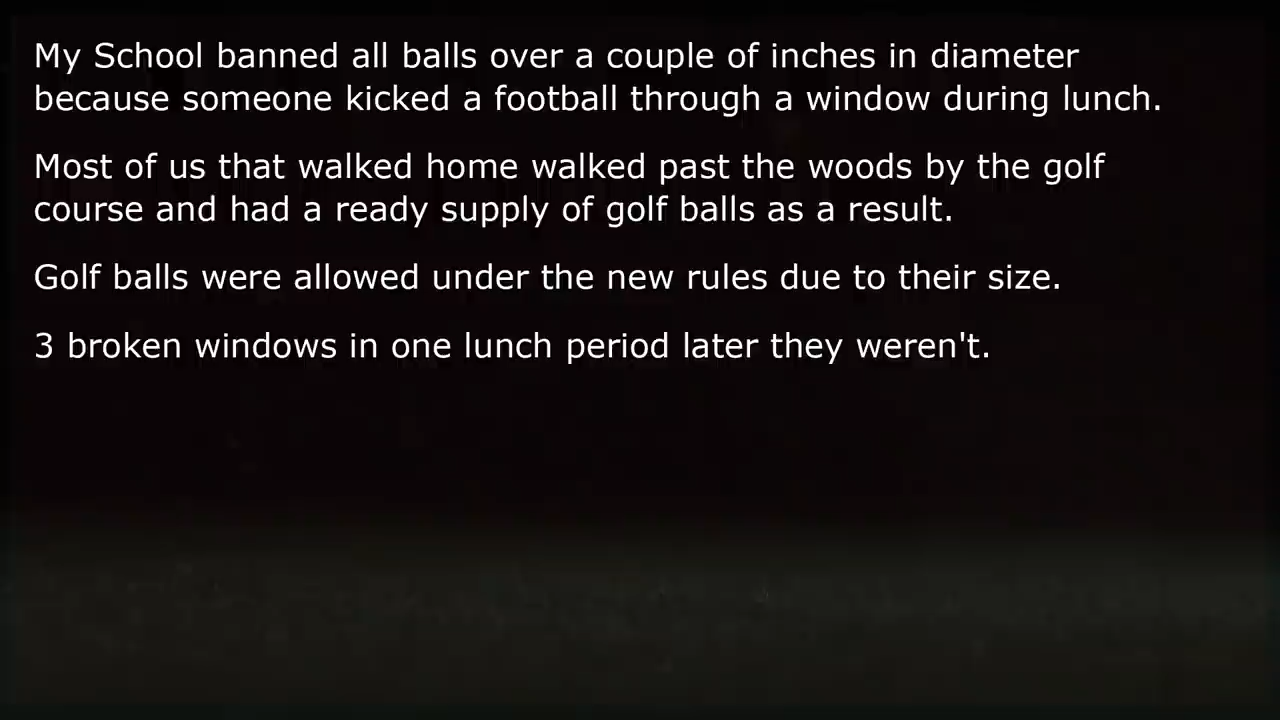 My School banned all balls over a couple of inches in diameter
because someone kicked a football through a window during lunch.
Most of us that walked home walked past the woods by the golf
course and had a ready supply of golf balls as a result.
Golf balls were allowed under the new rules due to their size.
3 broken windows in one lunch period later they weren't.